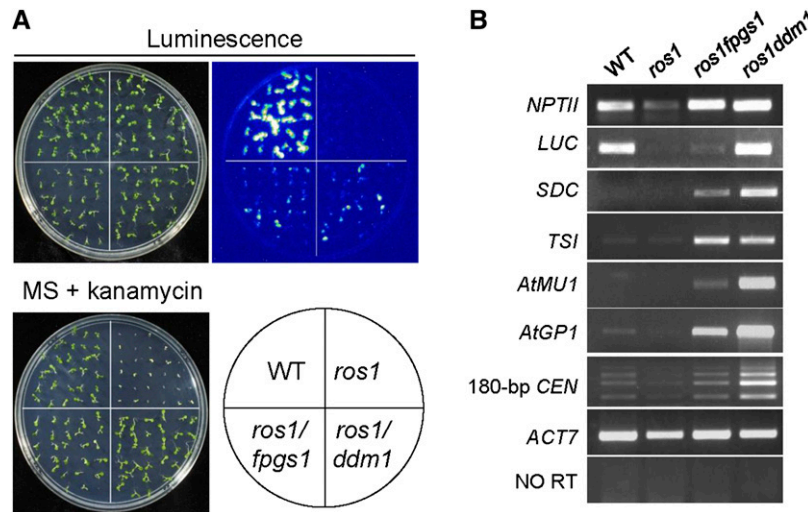 A
Luminescence
MS + kanamycin
WT
ros1
ros1/
fpgs1
ros1/
ddm1
B
WT
ros1
ros1fpgs1
ros1ddm1
NPTII
LUC
SDC
TSI
AtMU1
AtGP1
180-bp CEN
ACT7
NO RT